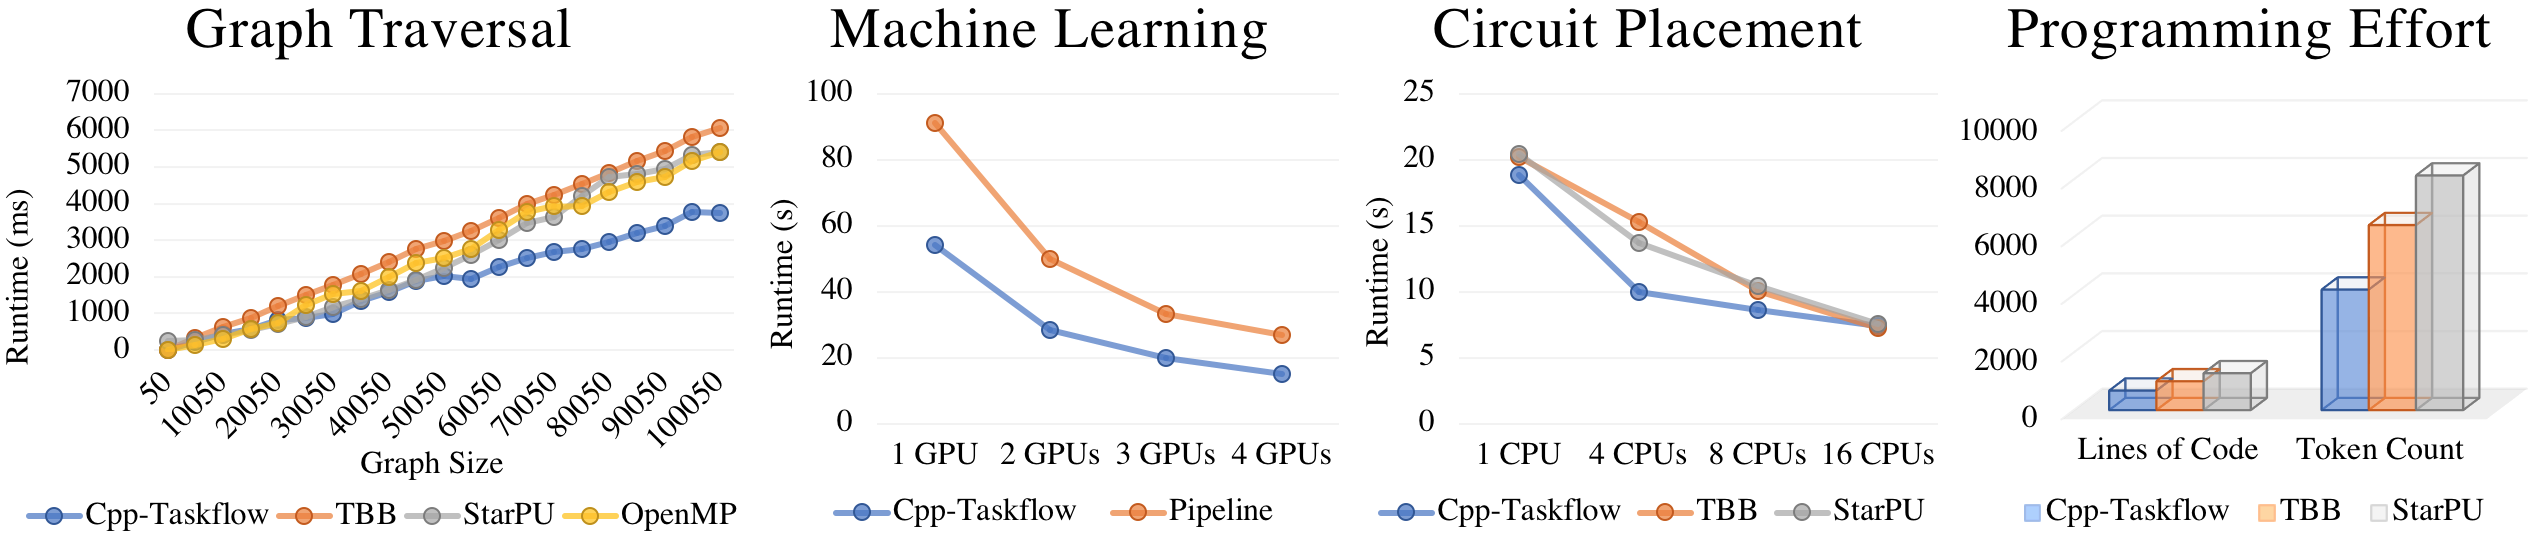 Graph Traversal
7000
6000
5000
4000
3000
2000
1000
0
Runtime (ms)
50
10050
20050
30050
40050
50050
60050
70050
80050
90050
100050
Graph Size
Cpp-Taskflow TBB StarPU OpenMP
Machine Learning
100
80
60
40
20
0
Runtime (s)
1 GPU 2 GPUs 3 GPUs 4 GPUs
Cpp-Taskflow Pipeline
Circuit Placement
25
20
15
10
5
0
Runtime (s)
1 CPU 4 CPUs 8 CPUs 16 CPUs
Cpp-Taskflow TBB StarPU
Programming Effort
10000
8000
6000
4000
2000
0
Lines of Code Token Count
Cpp-Taskflow TBB StarPU